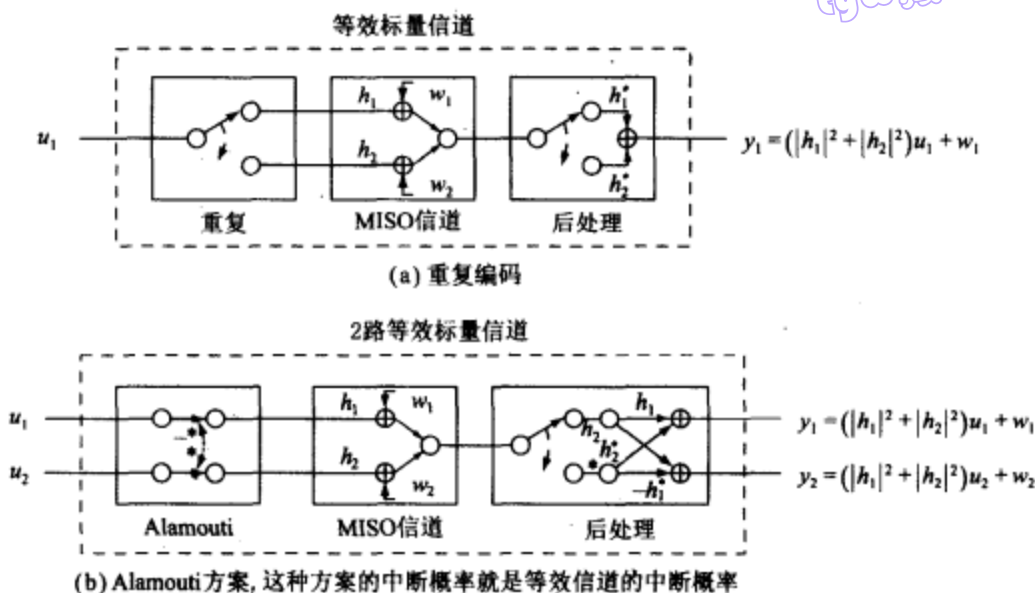 等效标量信道
u₁ h₁ w₁ h₁* y₁ = (|h₁|² + |h₂|²)u₁ + w₁
h₂ w₂ h₂*
重复 MISO信道 后处理
(a) 重复编码
2路等效标量信道
u₁ -* h₁ w₁ h₂ h₁ y₁ = (|h₁|² + |h₂|²)u₁ + w₁
u₂ * h₂ w₂ * h₂* -h₁* y₂ = (|h₁|² + |h₂|²)u₂ + w₂
Alamouti MISO信道 后处理
(b) Alamouti方案, 这种方案的中断概率就是等效信道的中断概率